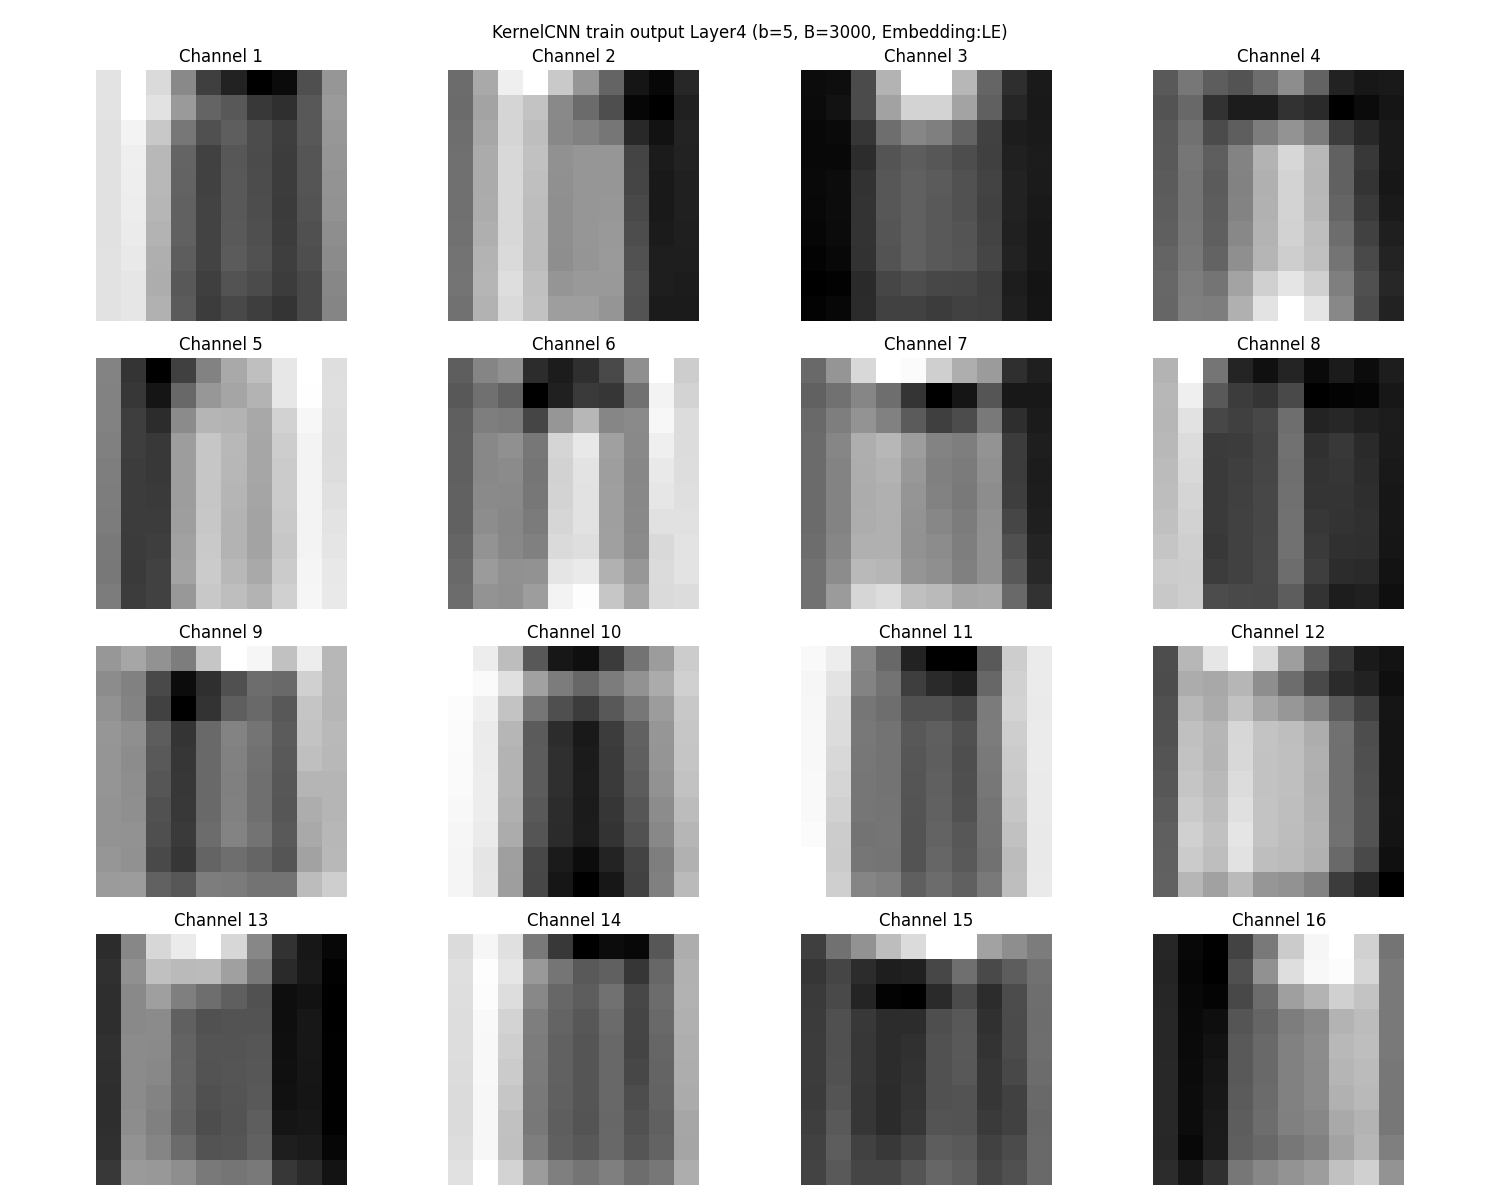 KernelCNN train output Layer4 (b=5, B=3000, Embedding:LE)
Channel 1
Channel 2
Channel 3
Channel 4
Channel 5
Channel 6
Channel 7
Channel 8
Channel 9
Channel 10
Channel 11
Channel 12
Channel 13
Channel 14
Channel 15
Channel 16